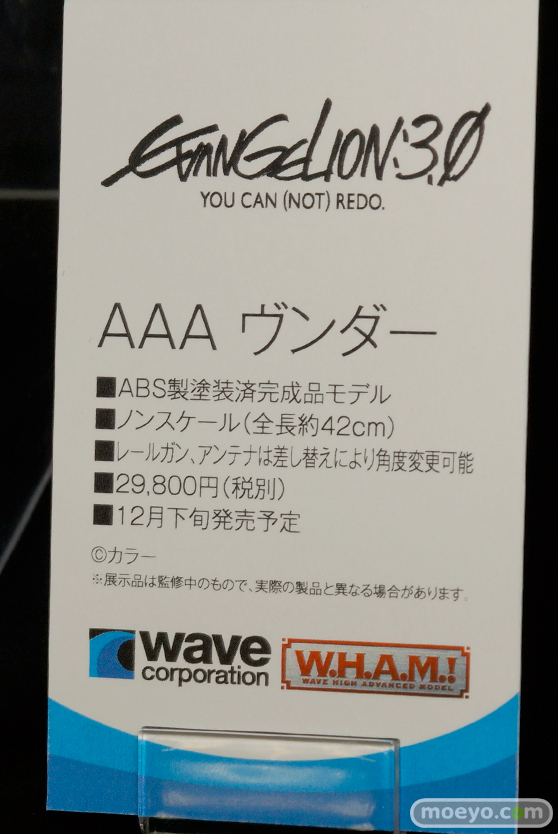 EVANGELION:3.0
YOU CAN (NOT) REDO.
AAA ヴンダー
■ABS製塗装済完成品モデル
■ノンスケール(全長約42cm)
■レールガン、アンテナは差し替えにより角度変更可能
■29,800円(税別)
■12月下旬発売予定
©カラー
※展示品は監修中のもので、実際の製品と異なる場合があります。
wave
corporation
W.H.A.M.!
WAVE HIGH ADVANCED MODEL
moeyo.com